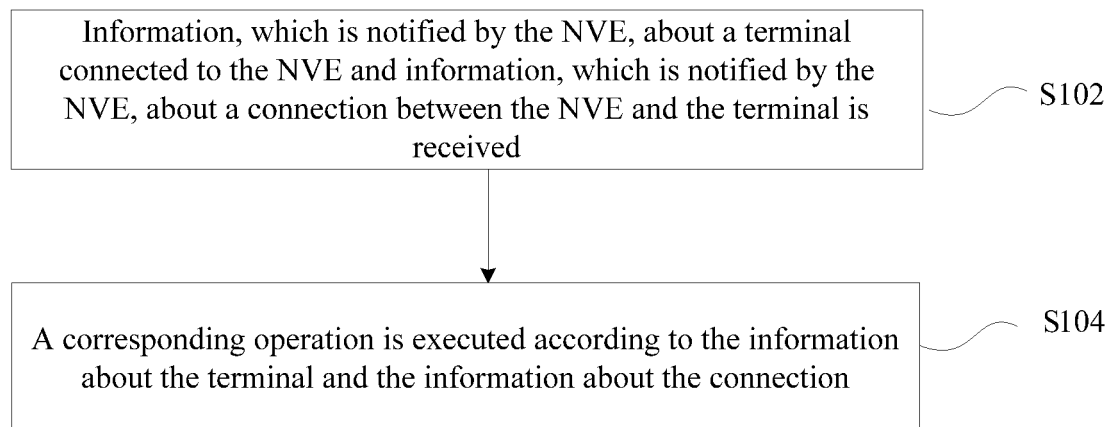 Information, which is notified by the NVE, about a terminal
connected to the NVE and information, which is notified by the
NVE, about a connection between the NVE and the terminal is
received
S102
A corresponding operation is executed according to the information
about the terminal and the information about the connection
S104